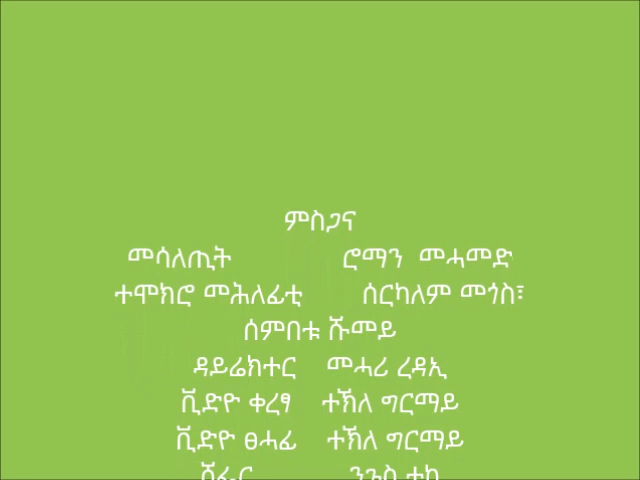 ምስጋና
መሳለጢት ሮማን መሓመድ
ተሞክሮ መሕለፊቲ ሰርካለም መጎስ፣
ሰምበቱ ሹመይ
ዳይሬክተር መሓሪ ረዳኢ
ቪድዮ ቀረፃ ተኽለ ግርማይ
ቪድዮ ፀሓፊ ተኽለ ግርማይ